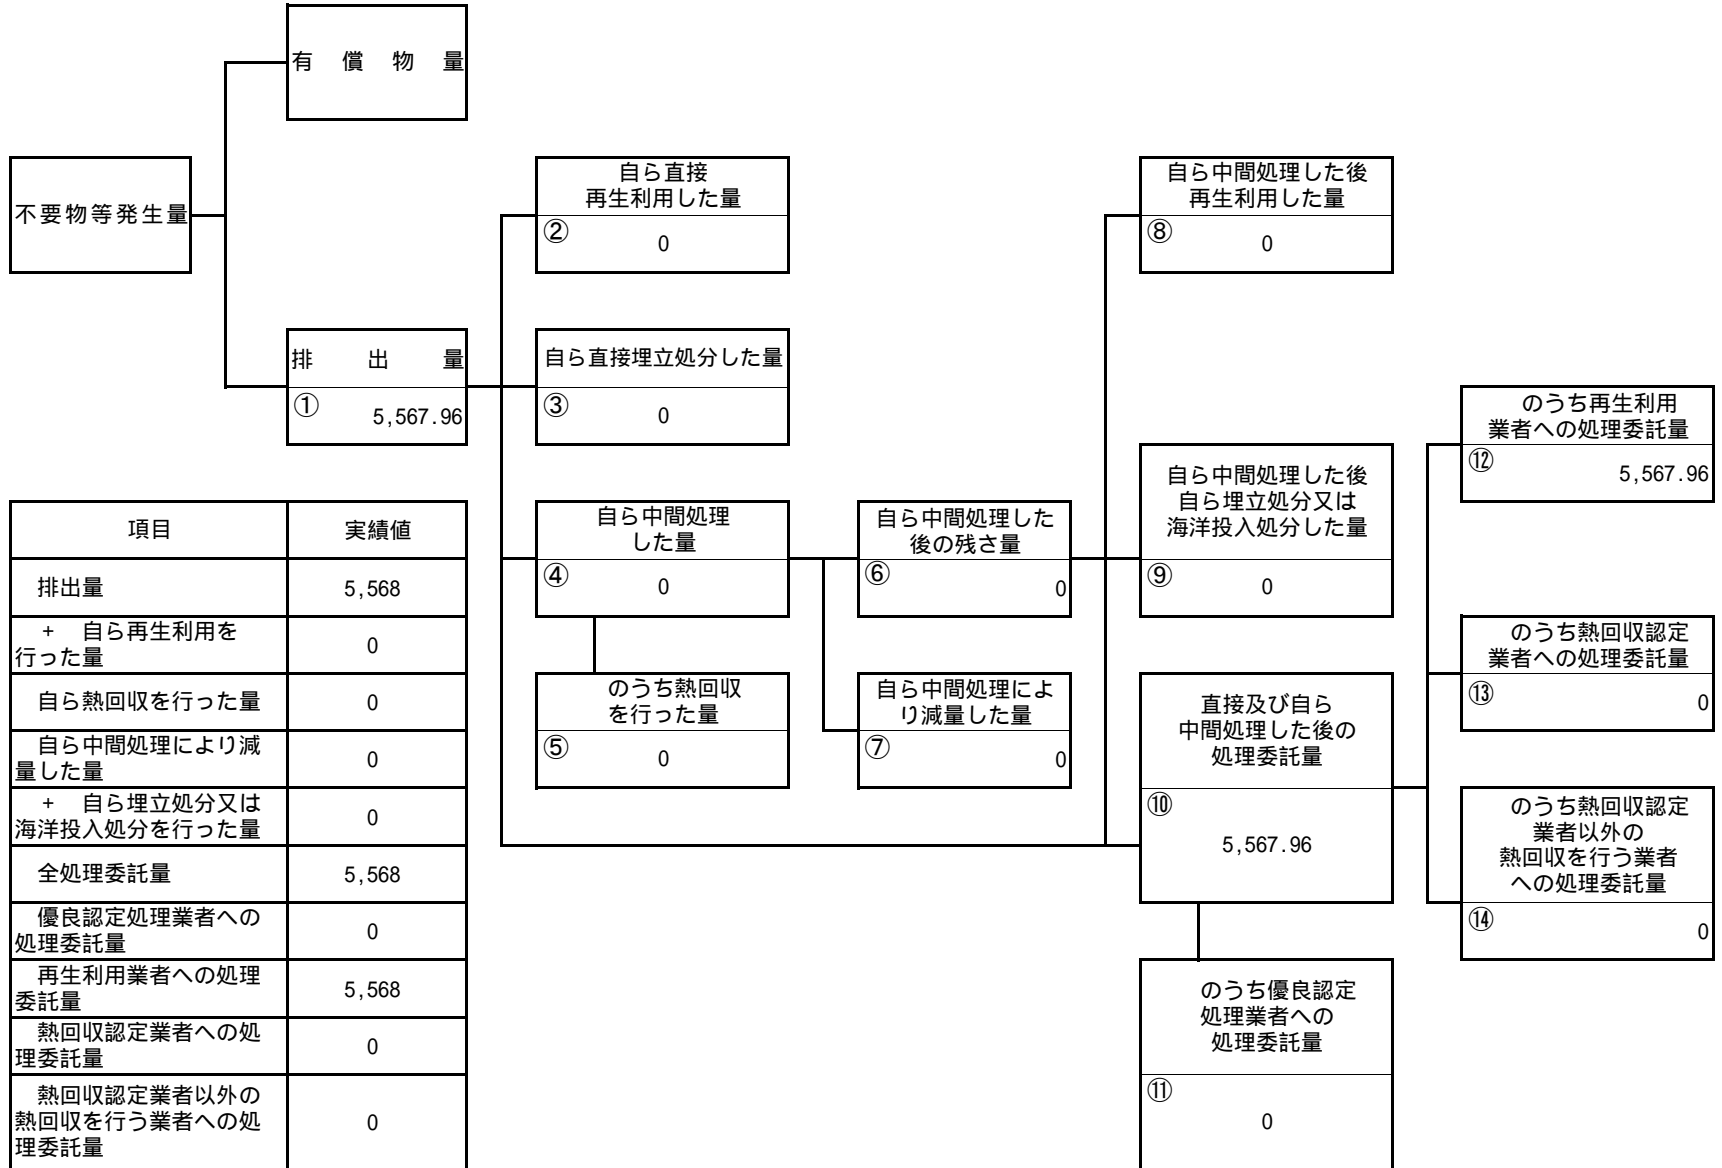 有償物量
不要物等発生量
排出量
① 5,567.96
自ら直接
再生利用した量
② 0
自ら直接埋立処分した量
③ 0
自ら中間処理
した量
④ 0
のうち熱回収
を行った量
⑤ 0
自ら中間処理した
後の残さ量
⑥ 0
自ら中間処理によ
り減量した量
⑦ 0
自ら中間処理した後
再生利用した量
⑧ 0
自ら中間処理した後
自ら埋立処分又は
海洋投入処分した量
⑨ 0
直接及び自ら
中間処理した後の
処理委託量
⑩
5,567.96
のうち優良認定
処理業者への
処理委託量
⑪
0
のうち再生利用
業者への処理委託量
⑫ 5,567.96
のうち熱回収認定
業者への処理委託量
⑬ 0
のうち熱回収認定
業者以外の
熱回収を行う業者
への処理委託量
⑭ 0
項目 実績値
排出量 5,568
+ 自ら再生利用を
行った量 0
自ら熱回収を行った量 0
自ら中間処理により減
量した量 0
+ 自ら埋立処分又は
海洋投入処分を行った量 0
全処理委託量 5,568
優良認定処理業者への
処理委託量 0
再生利用業者への処理
委託量 5,568
熱回収認定業者への処
理委託量 0
熱回収認定業者以外の
熱回収を行う業者への処
理委託量 0